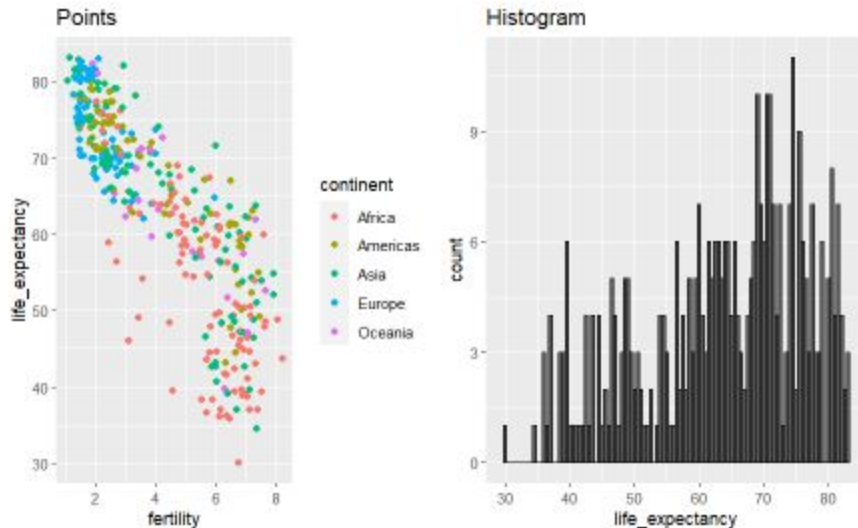 Points
life_expectancy
80
70
60
50
40
30
2 4 6 8
fertility
continent
Africa
Americas
Asia
Europe
Oceania
Histogram
count
9
6
3
0
30 40 50 60 70 80
life_expectancy